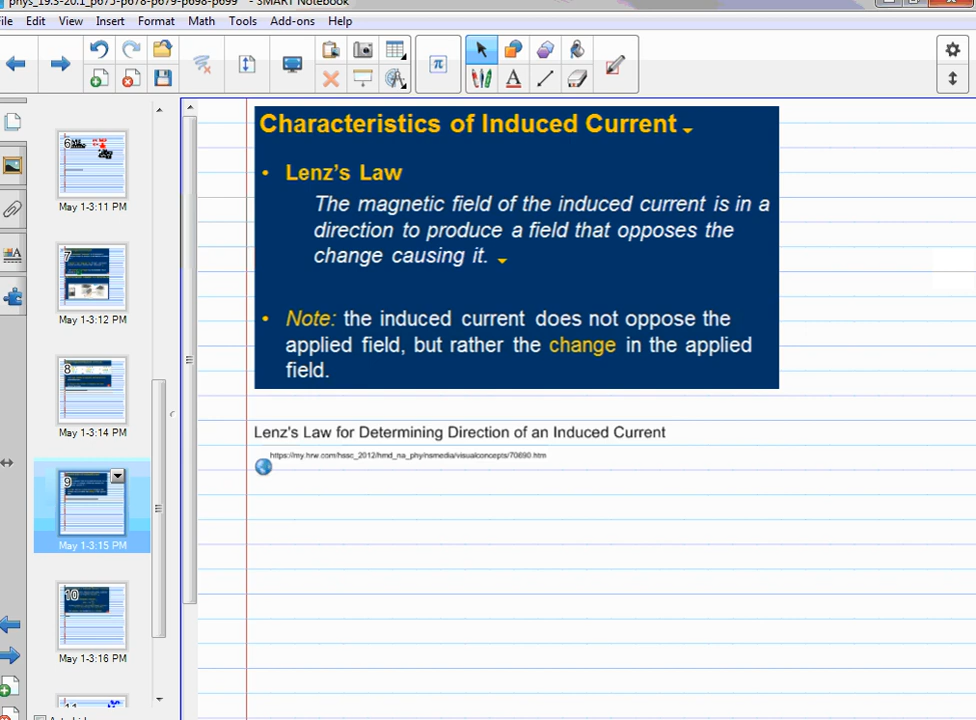 phys_19.3-20.1_p675-p678-p679-p698-p699 - SMART Notebook
File Edit View Insert Format Math Tools Add-ons Help
π
A
6
May 1-3:11 PM
7
May 1-3:12 PM
8
May 1-3:14 PM
9
May 1-3:15 PM
10
May 1-3:16 PM
Characteristics of Induced Current
• Lenz's Law
The magnetic field of the induced current is in a
direction to produce a field that opposes the
change causing it.
• Note: the induced current does not oppose the
applied field, but rather the change in the applied
field.
Lenz's Law for Determining Direction of an Induced Current
https://my.hrw.com/hssc_2012/hmd_na_phy/nsmedia/visualconcepts/70690.htm